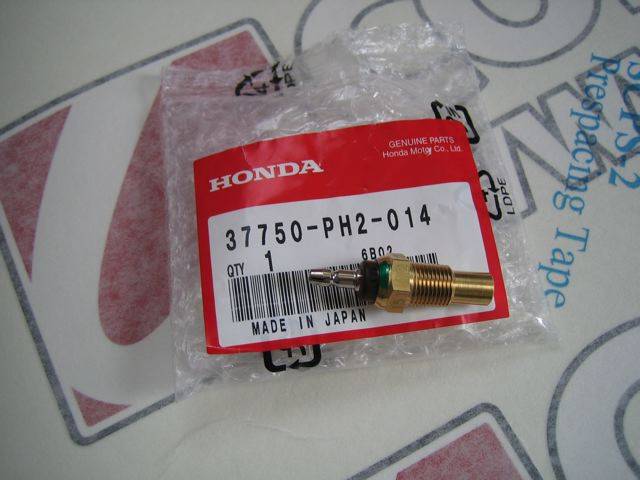 GENUINE PARTS
Honda Motor Co., Ltd.
HONDA
37750-PH2-014
6B02
QTY 1
MADE IN JAPAN
LDPE
LDPE
Prespacing Tape